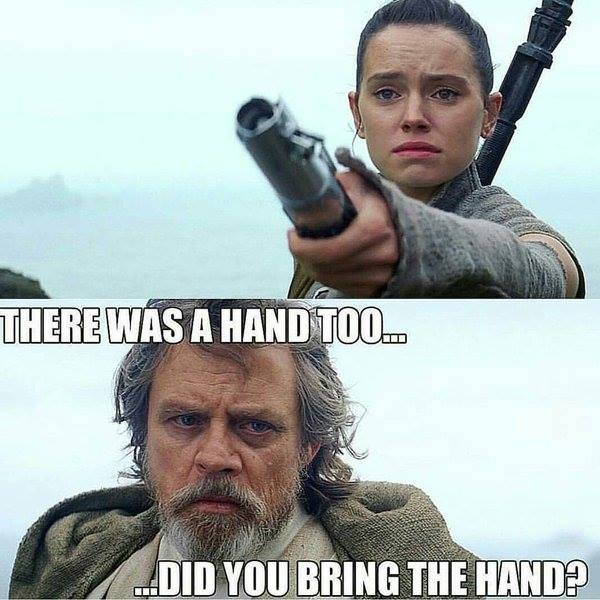 THERE WAS A HAND TOO...
...DID YOU BRING THE HAND?